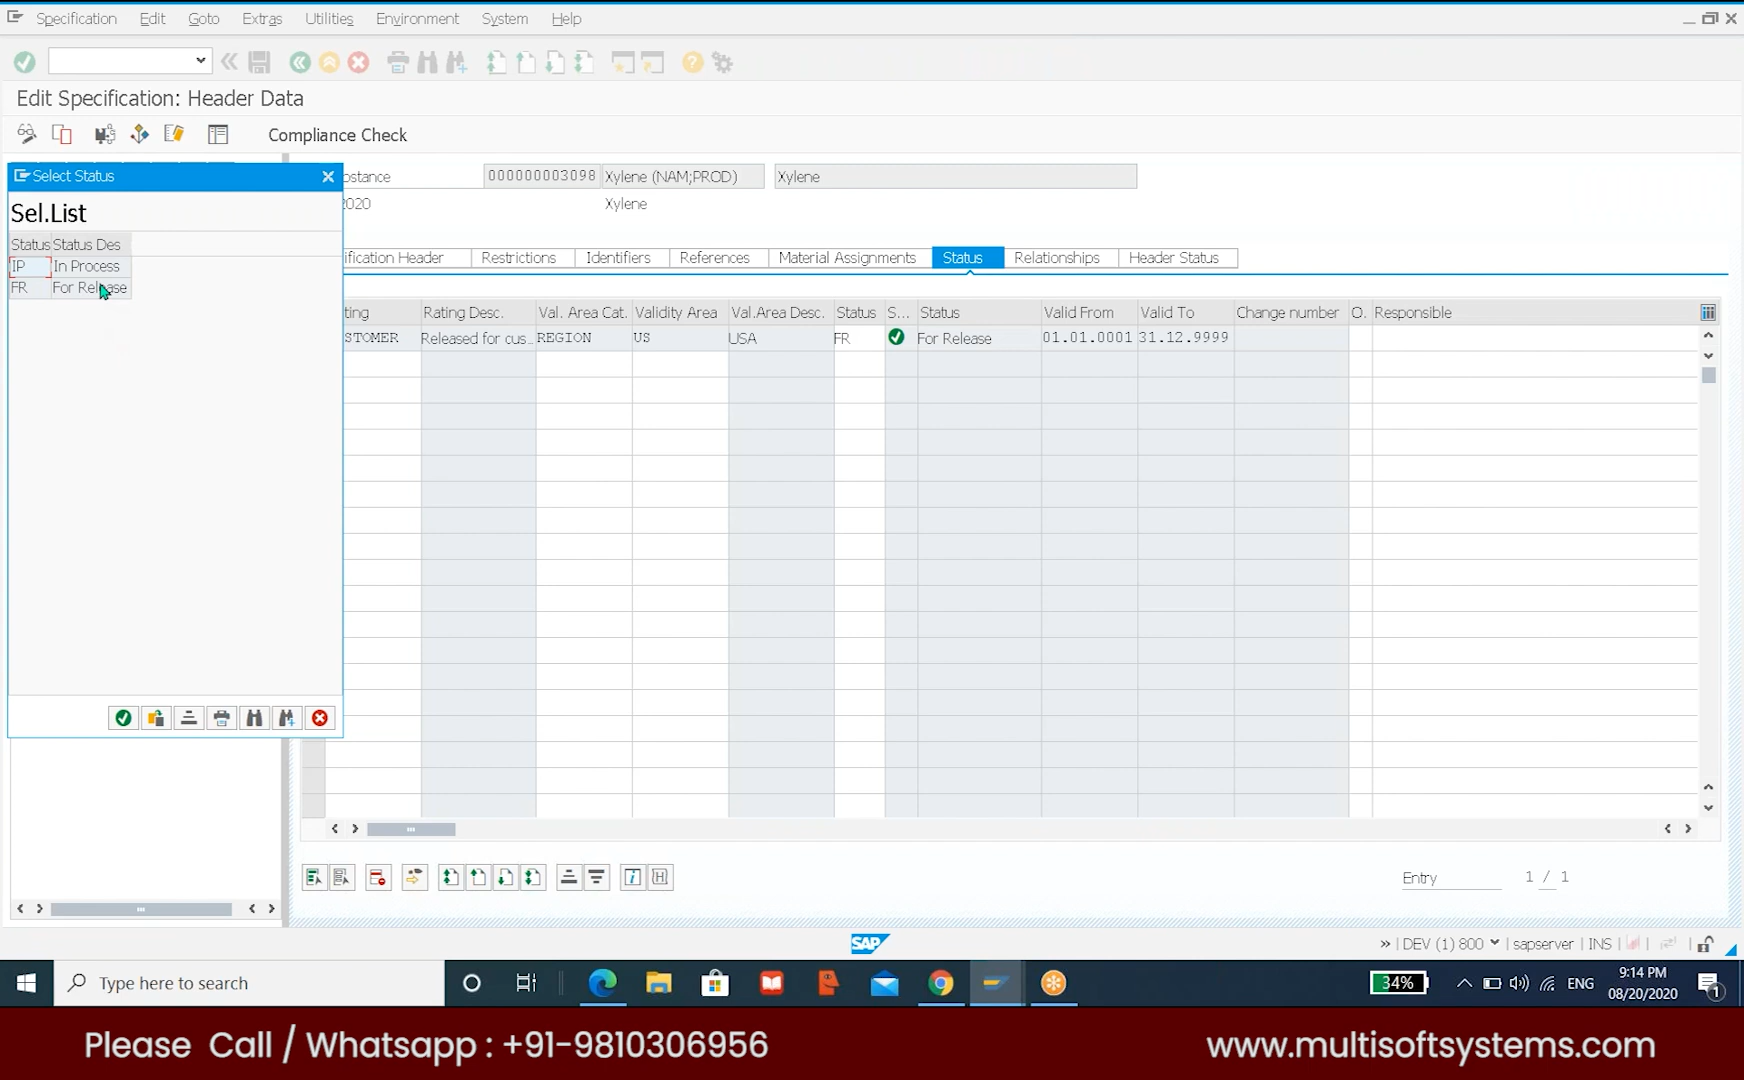 Specification Edit Goto Extras Utilities Environment System Help
Edit Specification: Header Data
Compliance Check
Select Status
Sel.List
Status Status Des
IP In Process
FR For Release
ostance 000000003098 Xylene (NAM;PROD) Xylene
2020 Xylene
ification Header Restrictions Identifiers References Material Assignments Status Relationships Header Status
ting Rating Desc. Val. Area Cat. Validity Area Val.Area Desc. Status S... Status Valid From Valid To Change number O. Responsible
STOMER Released for cus... REGION US USA FR For Release 01.01.0001 31.12.9999
Entry 1 / 1
SAP
» DEV (1) 800 sapserver INS
Type here to search
34% ENG 9:14 PM
08/20/2020
1
Please Call / Whatsapp : +91-9810306956 www.multisoftsystems.com